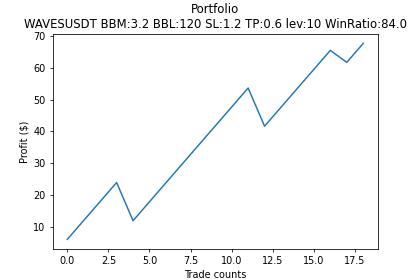 Portfolio
WAVESUSDT BBM:3.2 BBL:120 SL:1.2 TP:0.6 lev:10 WinRatio:84.0
70
60
50
40
30
20
10
Profit ($)
0.0 2.5 5.0 7.5 10.0 12.5 15.0 17.5
Trade counts